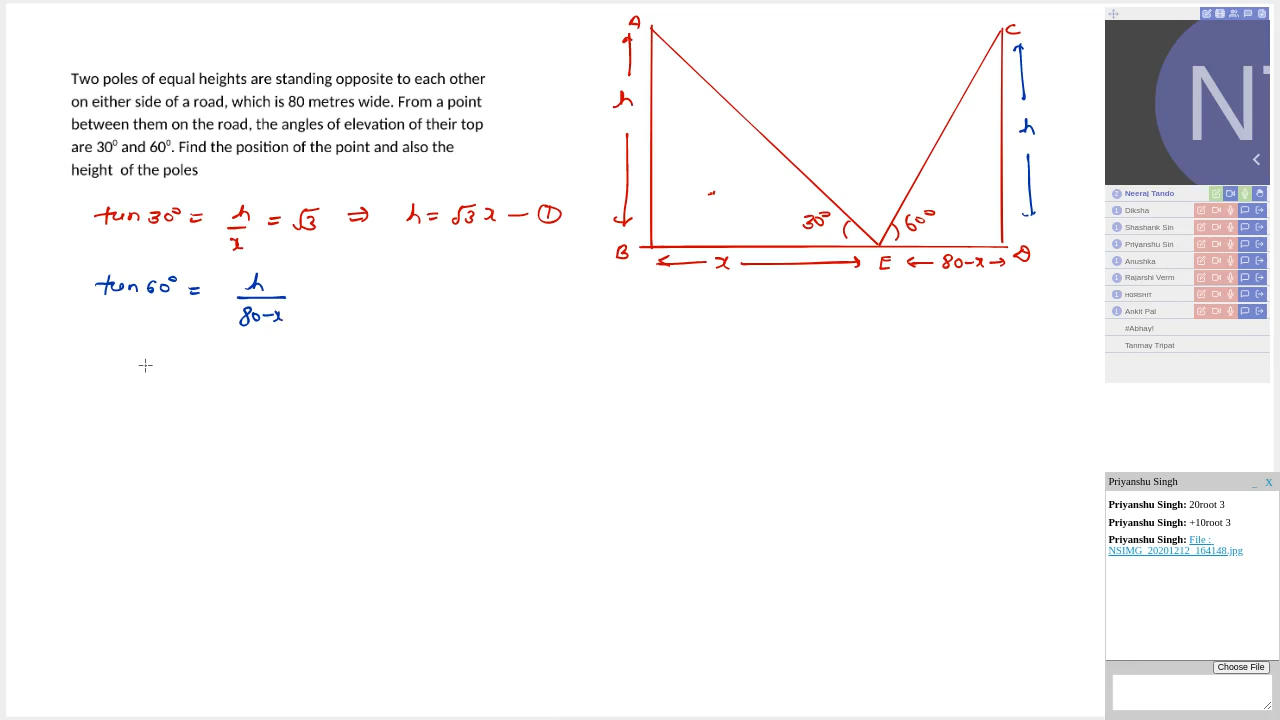 Two poles of equal heights are standing opposite to each other
on either side of a road, which is 80 metres wide. From a point
between them on the road, the angles of elevation of their top
are 30⁰ and 60⁰. Find the position of the point and also the
height of the poles
tan 30° = h/x = √3 ⇒ h = √3 x — ①
tan 60° = h/80-x
A
C
h
h
30°
60°
B
x
E
80-x
D
NT
Neeraj Tando
Diksha
Shashank Sin
Priyanshu Sin
Anushka
Rajarshi Verm
HORSHIT
Ankit Pal
#Abhay!
Tanmay Tripat
Priyanshu Singh
_ X
Priyanshu Singh: 20root 3
Priyanshu Singh: +10root 3
Priyanshu Singh: File :
NSIMG_20201212_164148.jpg
Choose File